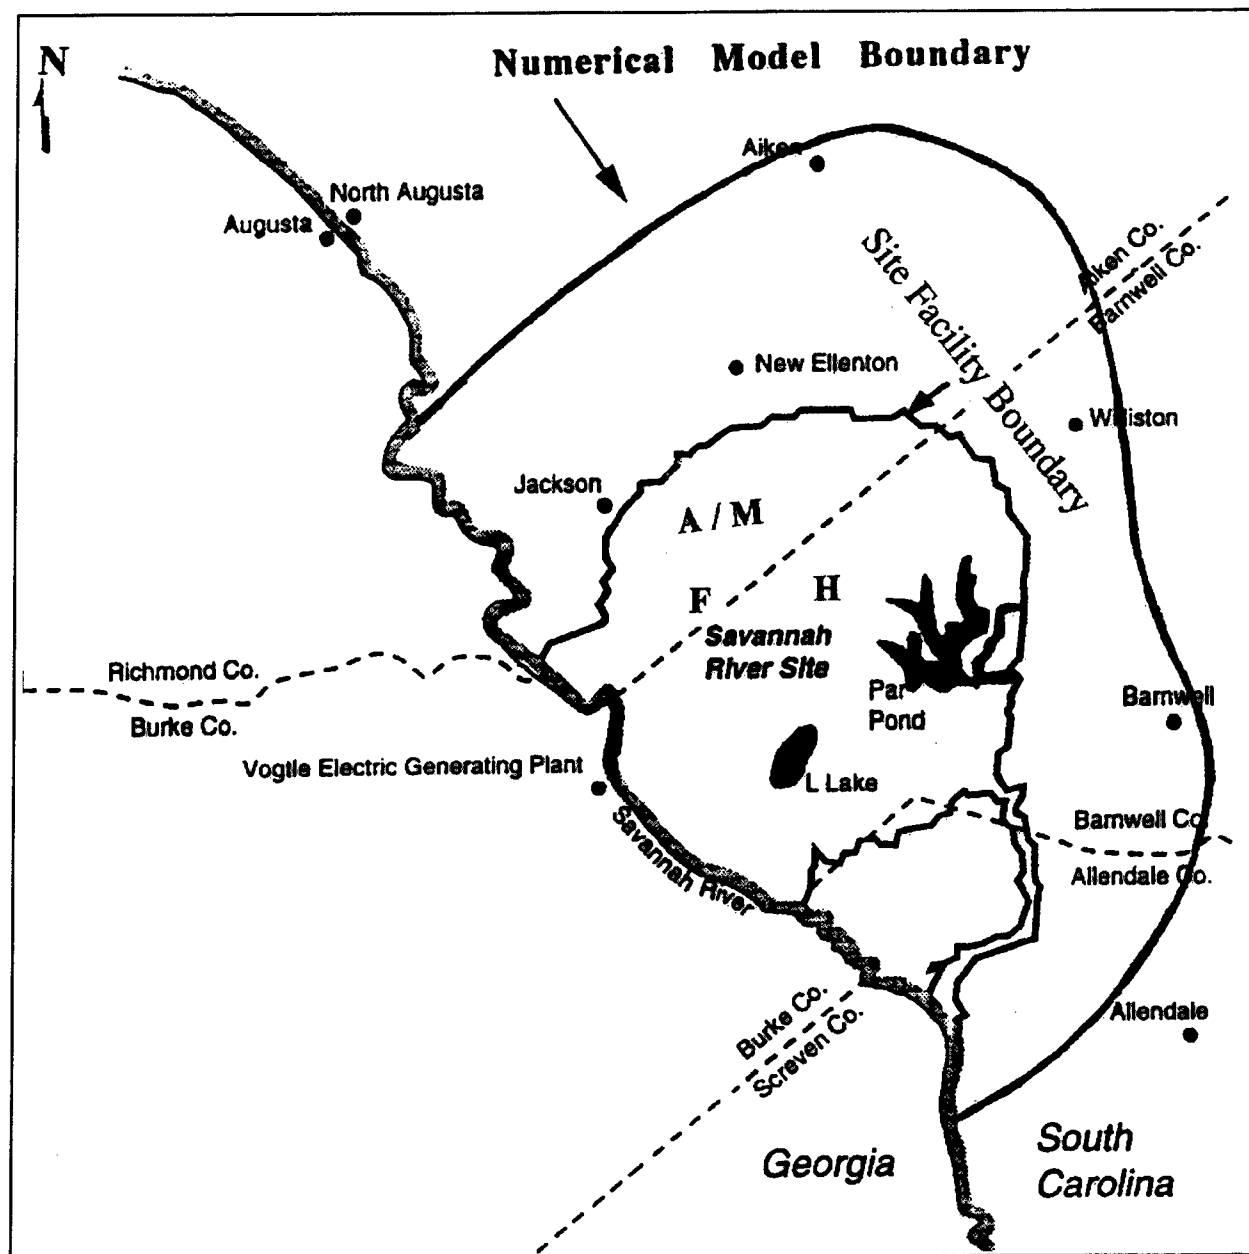 Numerical Model Boundary
N
Aiken
North Augusta
Augusta
Site Facility Boundary
Aiken Co.
Barnwell Co.
New Ellenton
Williston
Jackson
A / M
F
H
Savannah
River Site
Par
Pond
Richmond Co.
Burke Co.
Barnwell
Vogtle Electric Generating Plant
L Lake
Savannah River
Barnwell Co.
Allendale Co.
Burke Co.
Screven Co.
Allendale
Georgia
South
Carolina